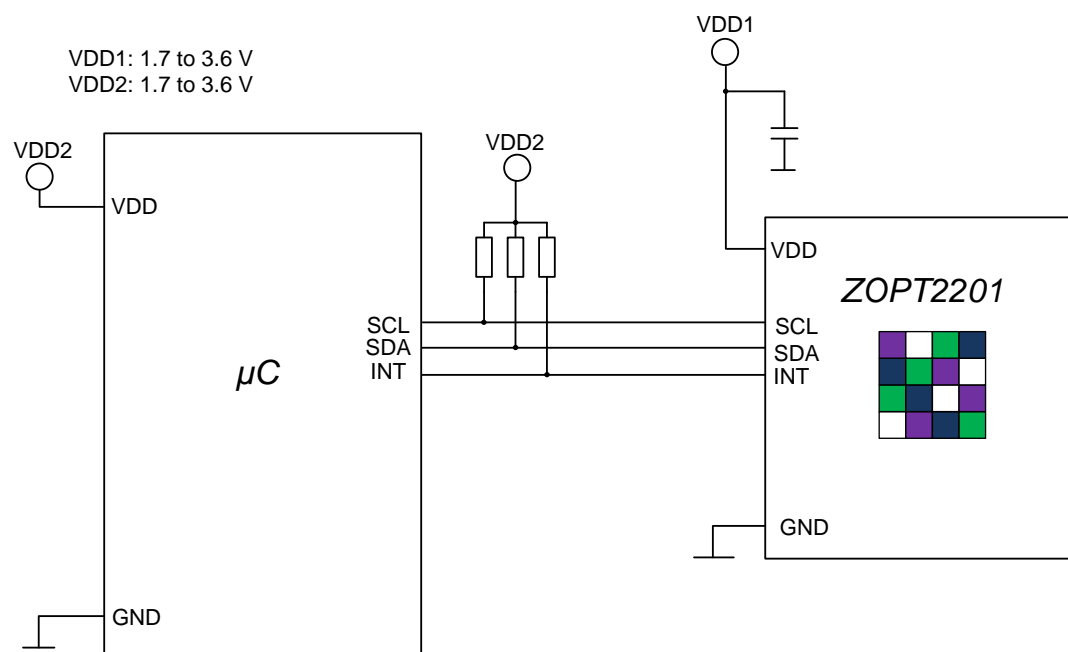 VDD1
VDD1: 1.7 to 3.6 V
VDD2: 1.7 to 3.6 V
VDD2
VDD2
VDD
VDD
ZOPT2201
SCL
SDA
INT
µC
SCL
SDA
INT
GND
GND